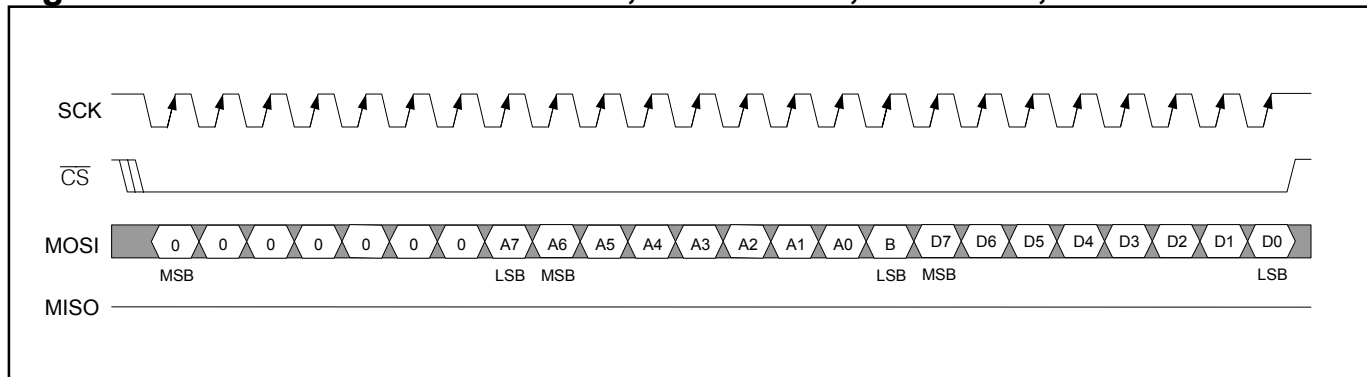 SCK
CS
MOSI 0 0 0 0 0 0 0 A7 A6 A5 A4 A3 A2 A1 A0 B D7 D6 D5 D4 D3 D2 D1 D0
MSB LSB MSB LSB MSB LSB
MISO